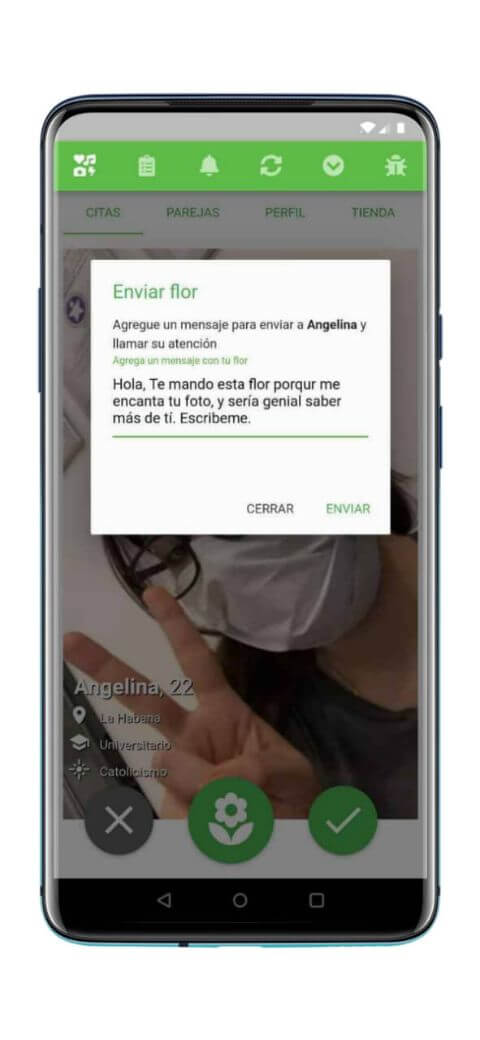 CITAS PAREJAS PERFIL TIENDA
Enviar flor
Agregue un mensaje para enviar a Angelina y
llamar su atención
Agrega un mensaje con tu flor
Hola, Te mando esta flor porqur me
encanta tu foto, y sería genial saber
más de tí. Escribeme.
CERRAR ENVIAR
Angelina, 22
La Habana
Universitario
Catolicismo